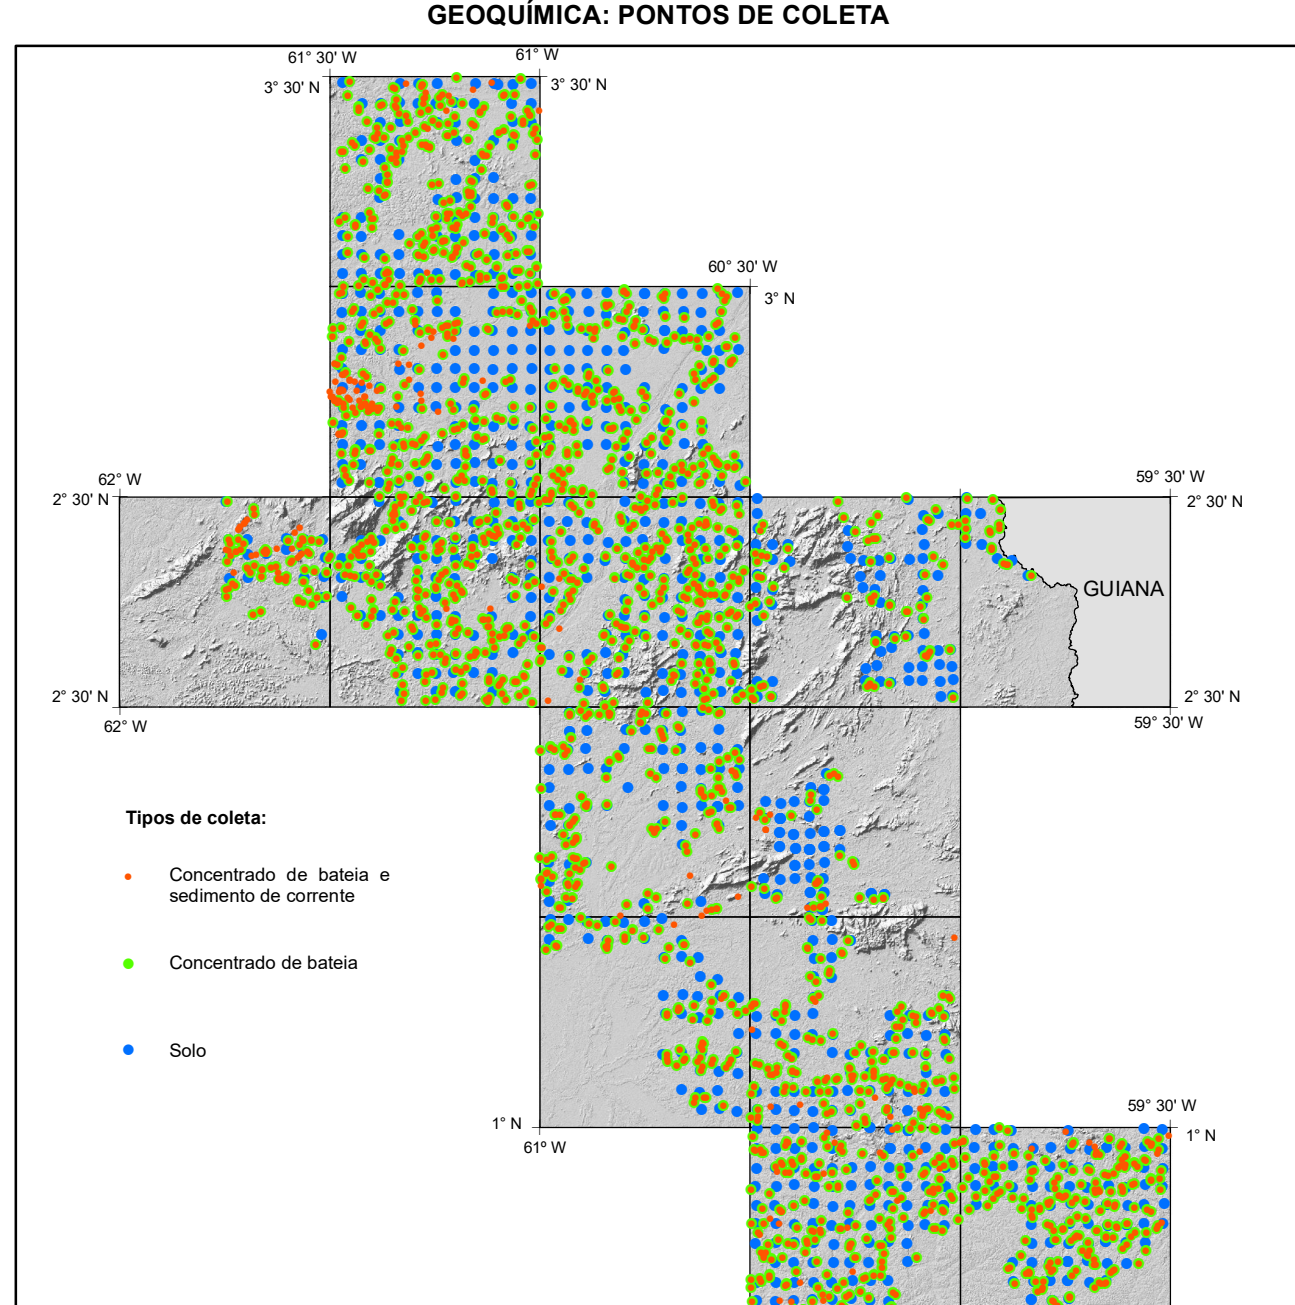 GEOQUÍMICA: PONTOS DE COLETA
61° 30' W
61° W
3° 30' N
3° 30' N
60° 30' W
3° N
62° W
59° 30' W
2° 30' N
2° 30' N
GUIANA
2° 30' N
2° 30' N
62° W
59° 30' W
Tipos de coleta:
Concentrado de bateia e
sedimento de corrente
Concentrado de bateia
Solo
59° 30' W
1° N
1° N
61° W